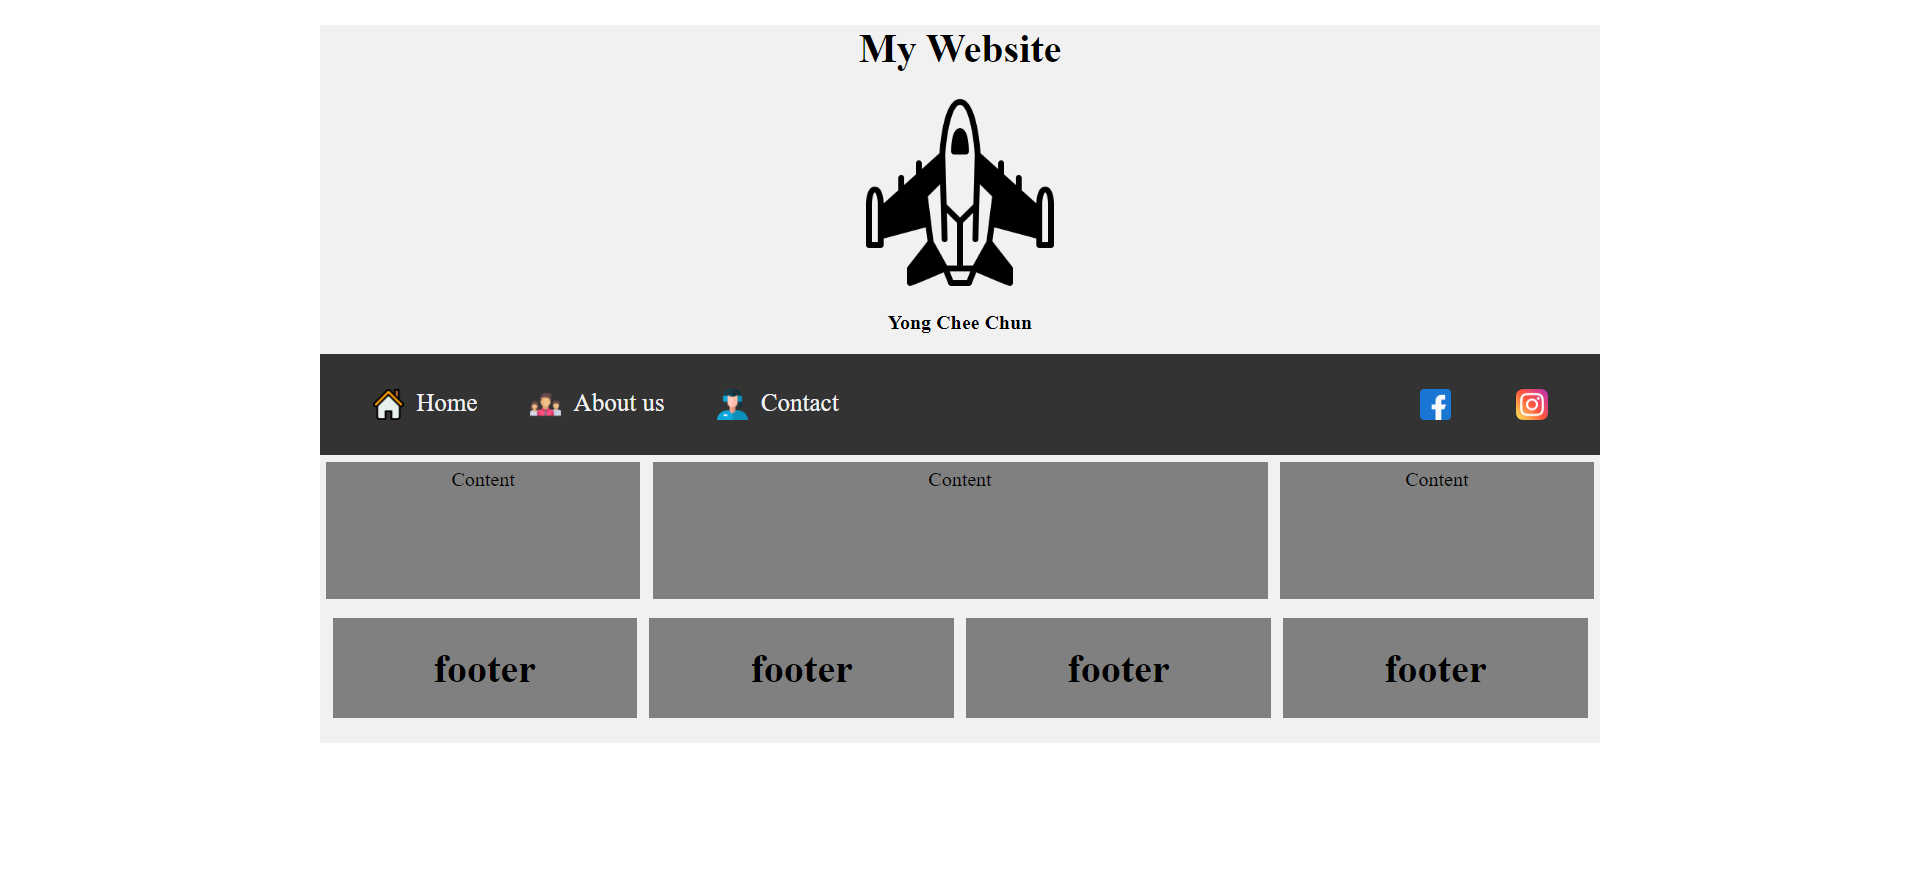 My Website
Yong Chee Chun
Home About us Contact
Content Content Content
footer footer footer footer